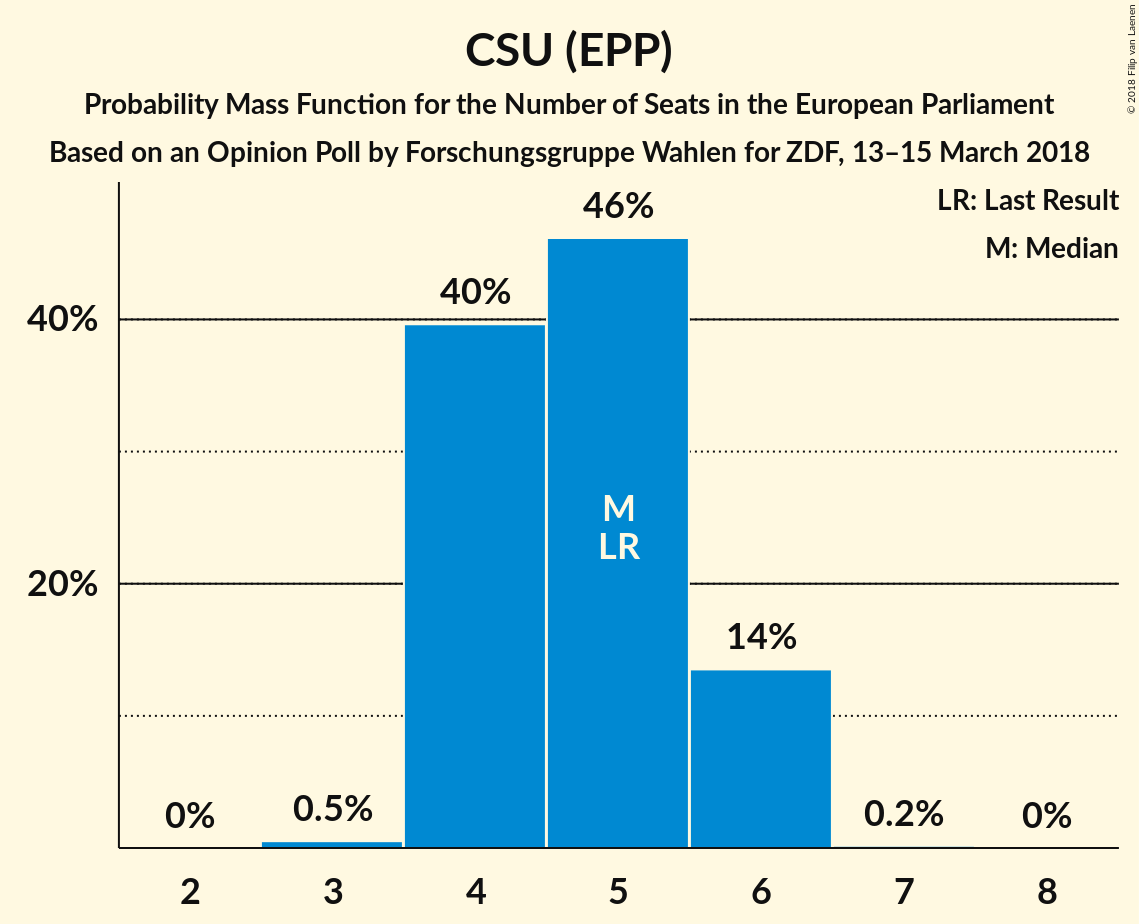 CSU (EPP)
Probability Mass Function for the Number of Seats in the European Parliament
Based on an Opinion Poll by Forschungsgruppe Wahlen for ZDF, 13–15 March 2018
© 2018 Filip van Laenen
LR: Last Result
M: Median
46%
40%
40%
M
LR
20%
14%
0%
0.5%
0.2%
0%
2 3 4 5 6 7 8